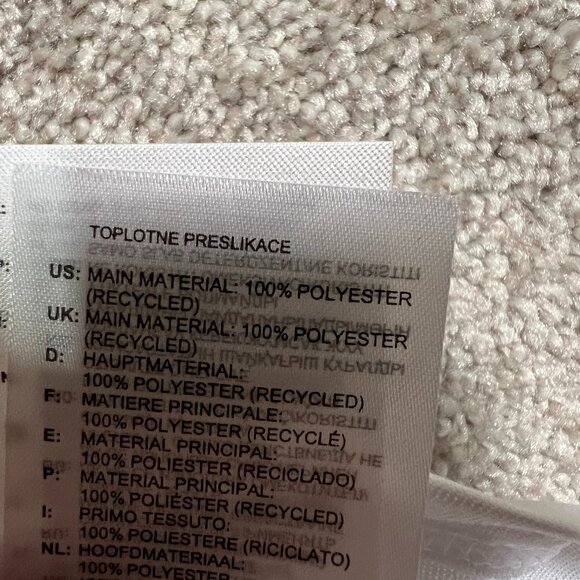 TOPLOTNE PRESLIKACE
US: MAIN MATERIAL: 100% POLYESTER
(RECYCLED)
UK: MAIN MATERIAL: 100% POLYESTER
(RECYCLED)
D: HAUPTMATERIAL:
100% POLYESTER (RECYCLED)
F: MATIERE PRINCIPALE:
100% POLYESTER (RECYCLÉ)
E: MATERIAL PRINCIPAL:
100% POLIESTER (RECICLADO)
P: MATERIAL PRINCIPAL:
100% POLIÉSTER (RECYCLED)
I: PRIMO TESSUTO:
100% POLIESTERE (RICICLATO)
NL: HOOFDMATERIAAL:
100% POLYESTER